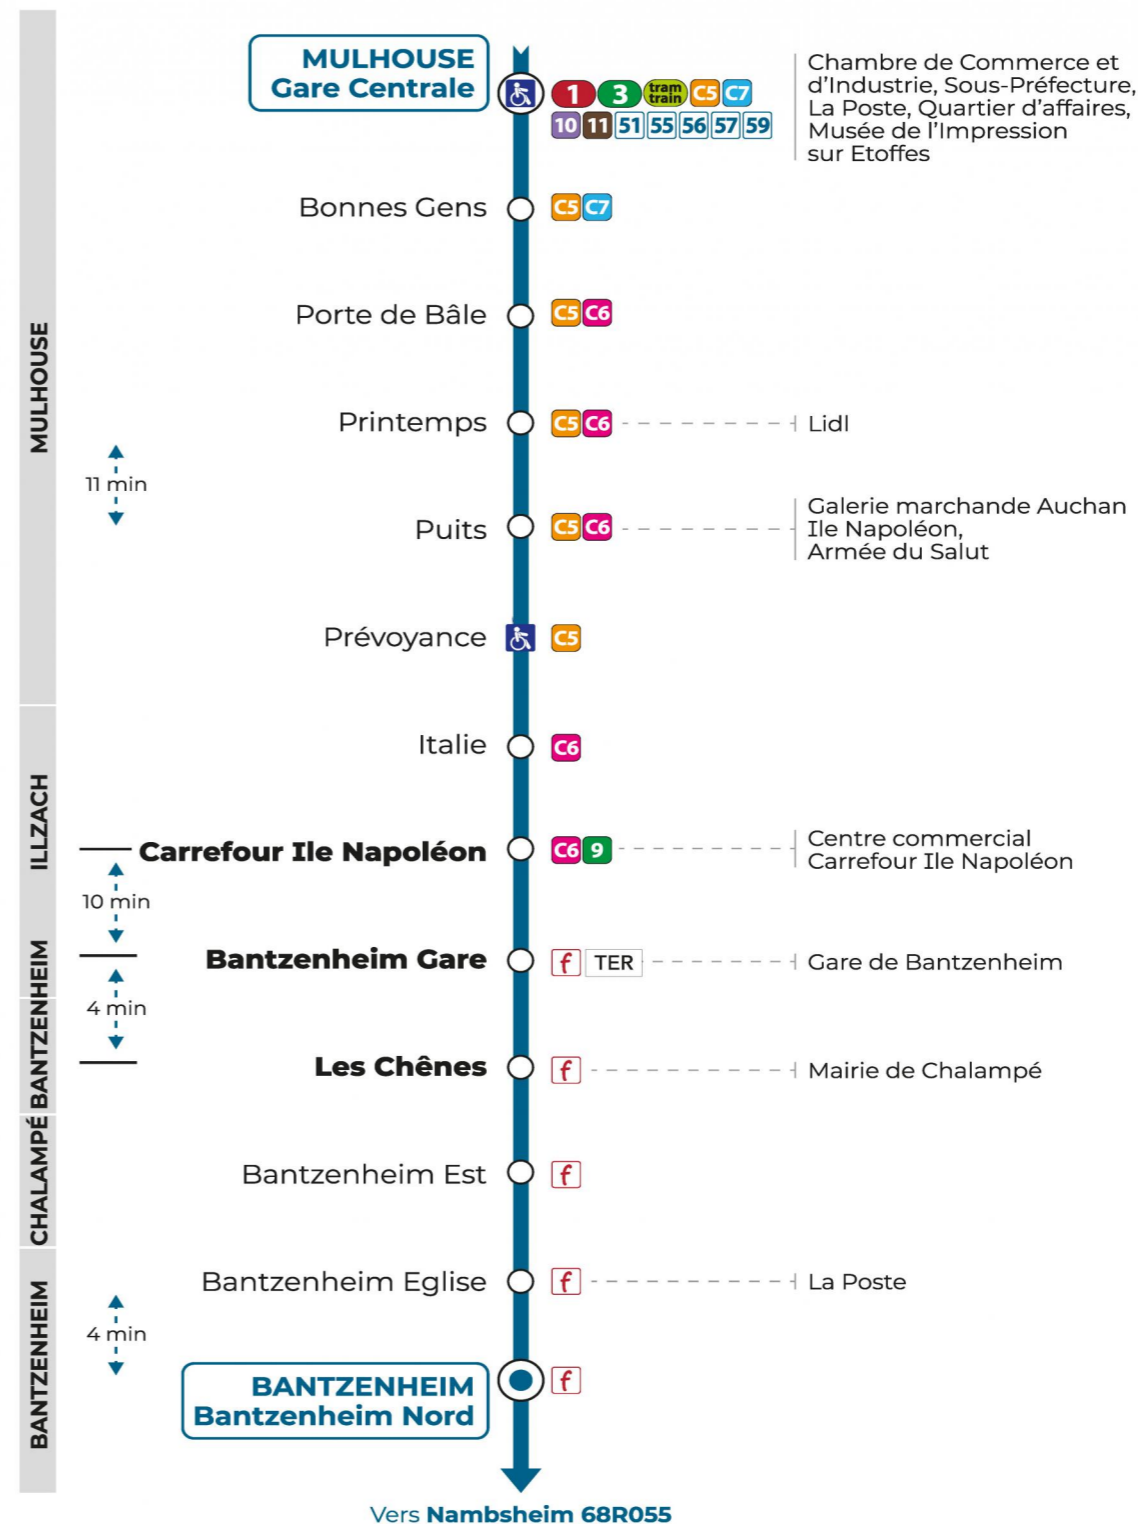 MULHOUSE
Gare Centrale
1 3 tram train C5 C7
10 11 51 55 56 57 59
Chambre de Commerce et
d'Industrie, Sous-Préfecture,
La Poste, Quartier d'affaires,
Musée de l'Impression
sur Etoffes
Bonnes Gens
C5 C7
Porte de Bâle
C5 C6
MULHOUSE
Printemps
C5 C6
Lidl
11 min
Puits
C5 C6
Galerie marchande Auchan
Ile Napoléon,
Armée du Salut
Prévoyance
C5
Italie
C6
ILLZACH
Carrefour Ile Napoléon
C6 9
Centre commercial
Carrefour Ile Napoléon
10 min
Bantzenheim Gare
f TER
Gare de Bantzenheim
BANTZENHEIM
4 min
Les Chênes
f
Mairie de Chalampé
CHALAMPÉ
Bantzenheim Est
f
Bantzenheim Eglise
f
La Poste
BANTZENHEIM
4 min
BANTZENHEIM
Bantzenheim Nord
f
Vers Nambsheim 68R055